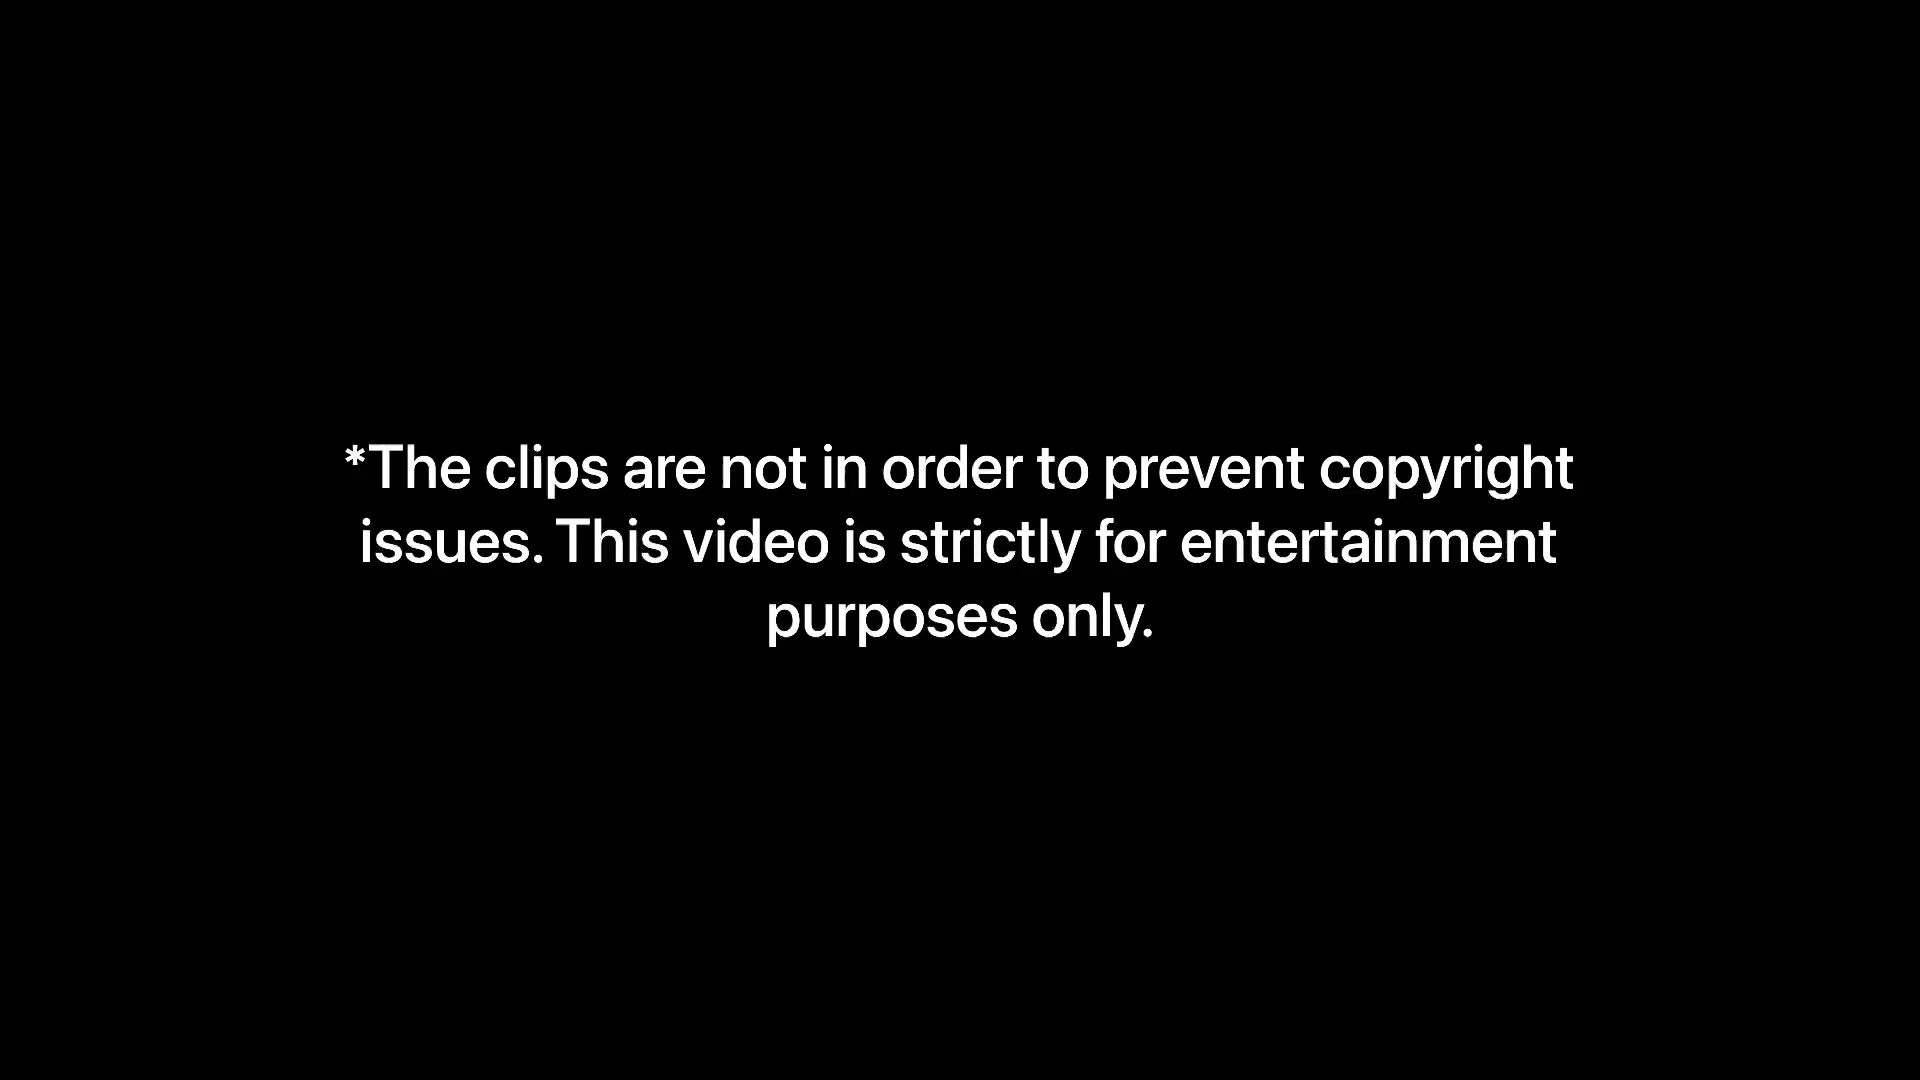 *The clips are not in order to prevent copyright
issues. This video is strictly for entertainment
purposes only.